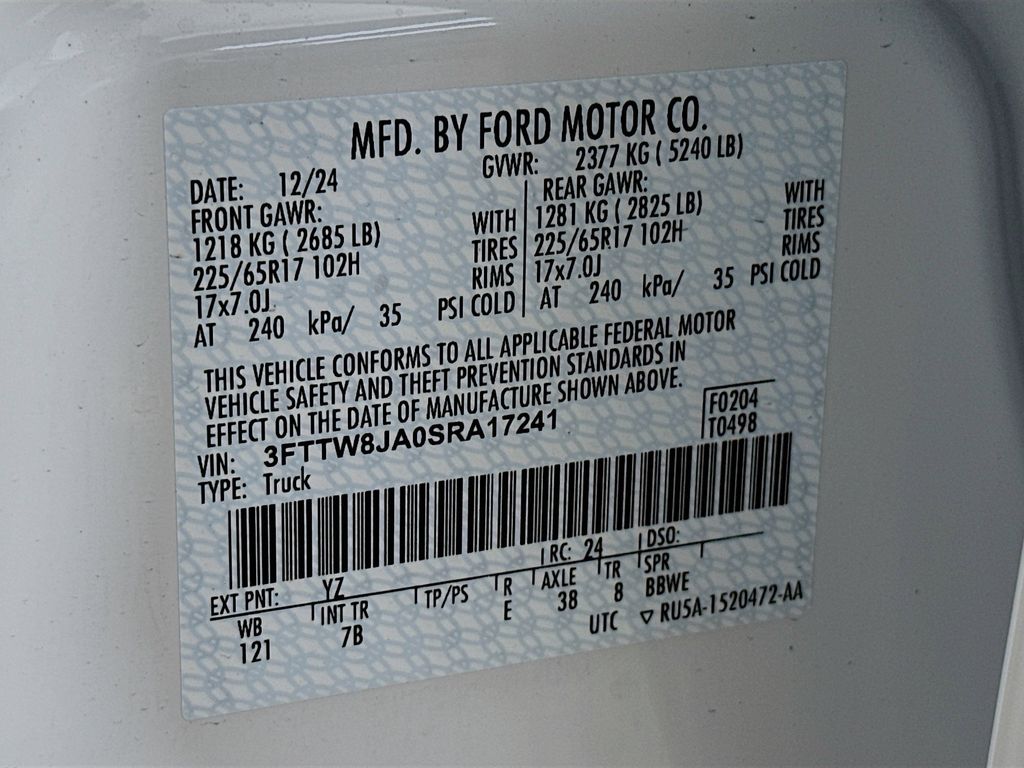 MFD. BY FORD MOTOR CO.
DATE: 12/24 GVWR: 2377 KG ( 5240 LB)
FRONT GAWR: REAR GAWR:
1218 KG ( 2685 LB) WITH 1281 KG ( 2825 LB) WITH
225/65R17 102H TIRES 225/65R17 102H TIRES
17x7.0J RIMS 17x7.0J RIMS
AT 240 kPa/ 35 PSI COLD AT 240 kPa/ 35 PSI COLD
THIS VEHICLE CONFORMS TO ALL APPLICABLE FEDERAL MOTOR
VEHICLE SAFETY AND THEFT PREVENTION STANDARDS IN
EFFECT ON THE DATE OF MANUFACTURE SHOWN ABOVE.
VIN: 3FTTW8JA0SRA17241 F0204
TYPE: Truck T0498
EXT PNT: YZ RC: 24 DSO:
WB INT TR TP/PS R AXLE TR SPR
121 7B E 38 8 BBWE
UTC ▽ RU5A-1520472-AA